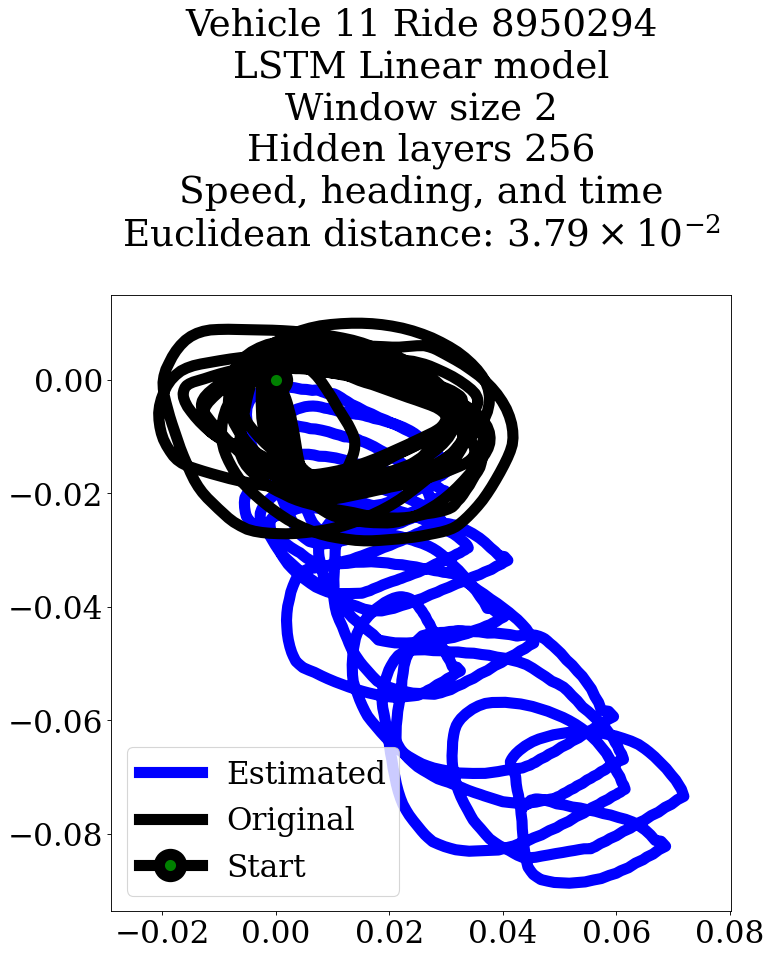 Vehicle 11 Ride 8950294
LSTM Linear model
Window size 2
Hidden layers 256
Speed, heading, and time
Euclidean distance: 3.79 × 10⁻²
0.00
−0.02
−0.04
−0.06
−0.08
Estimated
Original
Start
−0.02 0.00 0.02 0.04 0.06 0.08